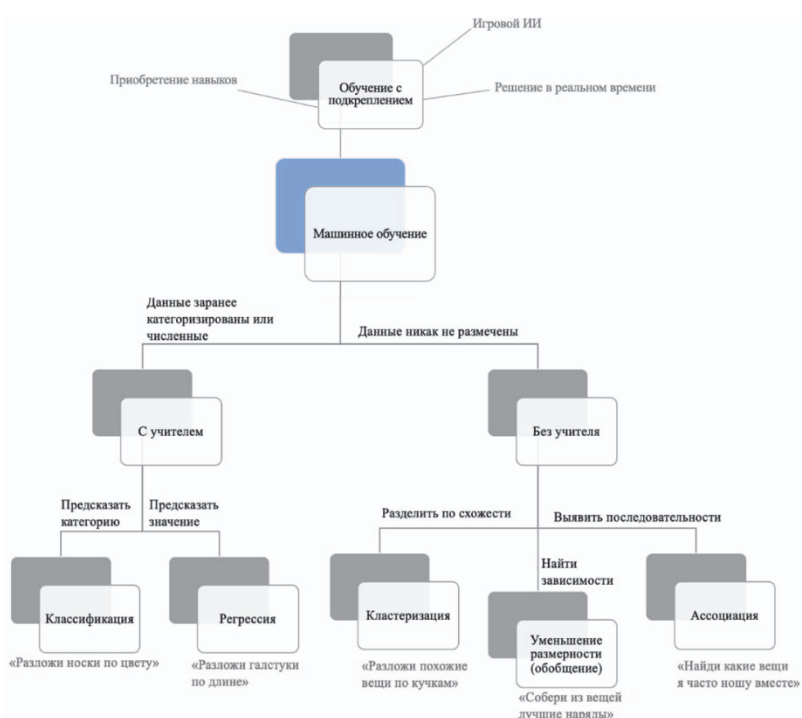 Игровой ИИ
Приобретение навыков
Обучение с
подкреплением
Решение в реальном времени
Машинное обучение
Данные заранее
категоризированы или
численные
Данные никак не размечены
С учителем
Без учителя
Предсказать
категорию
Предсказать
значение
Разделить по схожести
Выявить последовательности
Найти
зависимости
Классификация
Регрессия
Кластеризация
Уменьшение
размерности
(обобщение)
Ассоциация
«Разложи носки по цвету»
«Разложи галстуки
по длине»
«Разложи похожие
вещи по кучкам»
«Собери из вещей
лучшие наряды»
«Найди какие вещи
я часто ношу вместе»